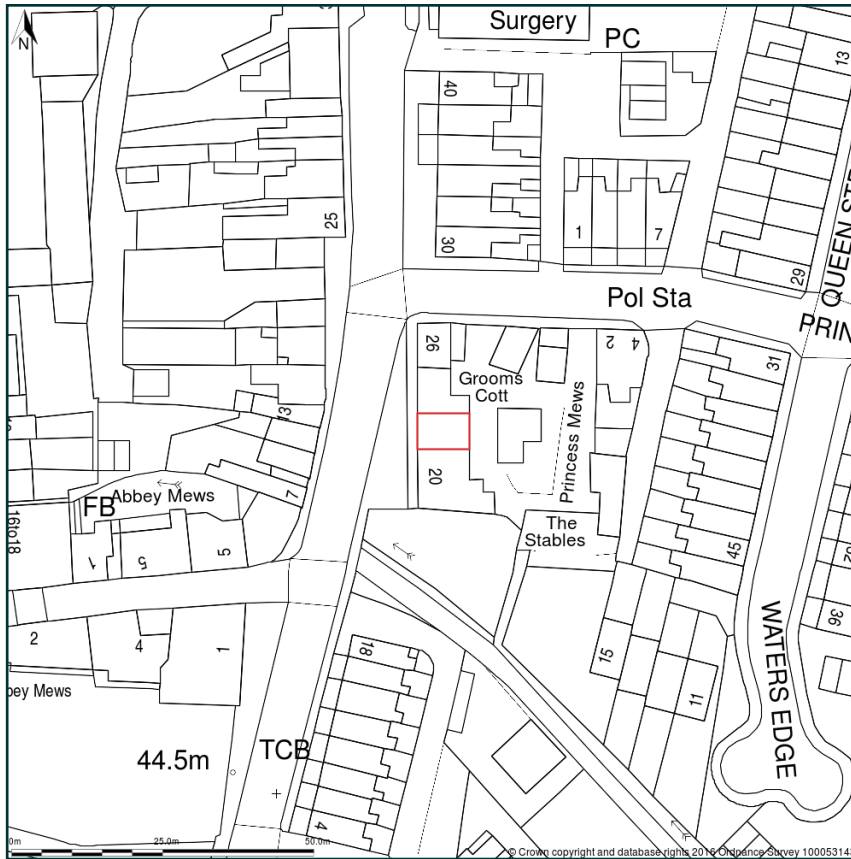 Surgery
PC
N
40
13
25
30
1
7
29
QUEEN STR
Pol Sta
PRIN
26
2
4
31
Grooms
Cott
Princess Mews
13
20
7
Abbey Mews
FB
16to18
The
Stables
1
5
5
45
36
WATERS EDGE
2
4
1
18
15
11
bey Mews
TCB
44.5m
4
25.0m
50.0m
© Crown copyright and database rights 2016 Ordnance Survey 10005314